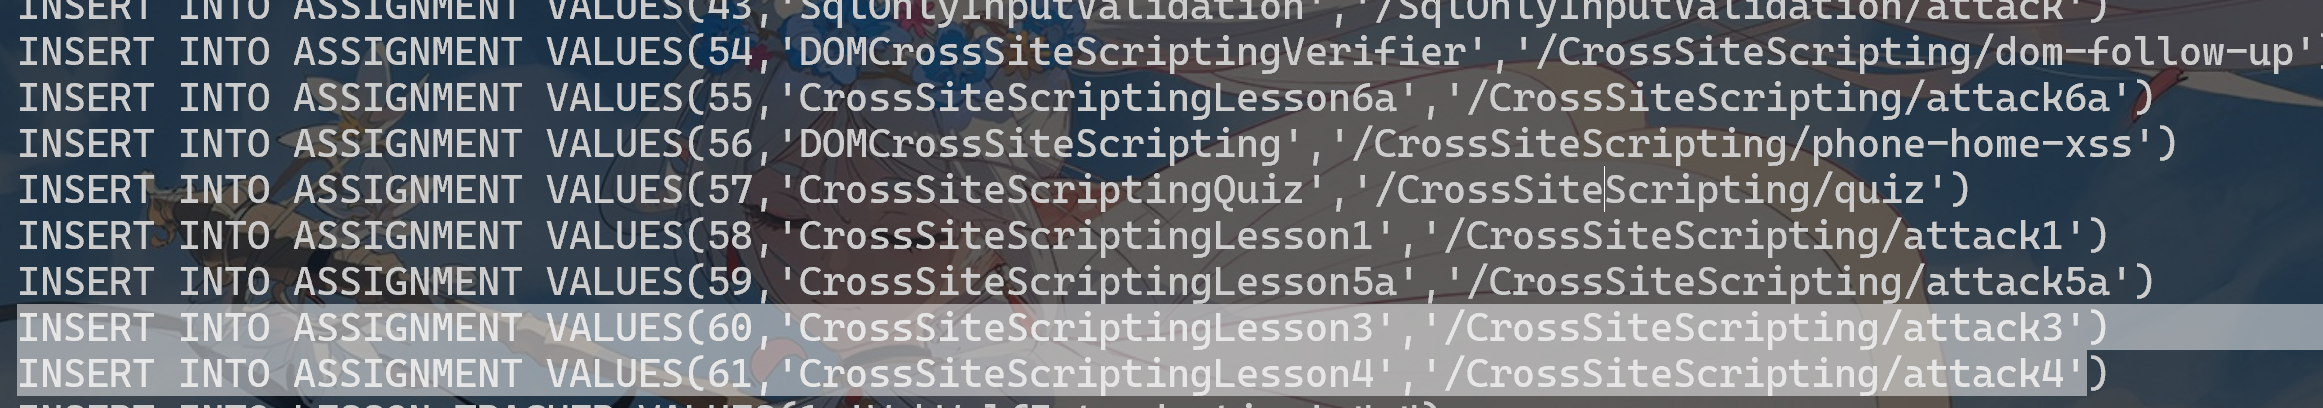 INSERT INTO ASSIGNMENT VALUES(43,'SqlOnlyInputValidation','/SqlOnlyInputValidation/attack')
INSERT INTO ASSIGNMENT VALUES(54,'DOMCrossSiteScriptingVerifier','/CrossSiteScripting/dom-follow-up'
INSERT INTO ASSIGNMENT VALUES(55,'CrossSiteScriptingLesson6a','/CrossSiteScripting/attack6a')
INSERT INTO ASSIGNMENT VALUES(56,'DOMCrossSiteScripting','/CrossSiteScripting/phone-home-xss')
INSERT INTO ASSIGNMENT VALUES(57,'CrossSiteScriptingQuiz','/CrossSiteScripting/quiz')
INSERT INTO ASSIGNMENT VALUES(58,'CrossSiteScriptingLesson1','/CrossSiteScripting/attack1')
INSERT INTO ASSIGNMENT VALUES(59,'CrossSiteScriptingLesson5a','/CrossSiteScripting/attack5a')
INSERT INTO ASSIGNMENT VALUES(60,'CrossSiteScriptingLesson3','/CrossSiteScripting/attack3')
INSERT INTO ASSIGNMENT VALUES(61,'CrossSiteScriptingLesson4','/CrossSiteScripting/attack4')